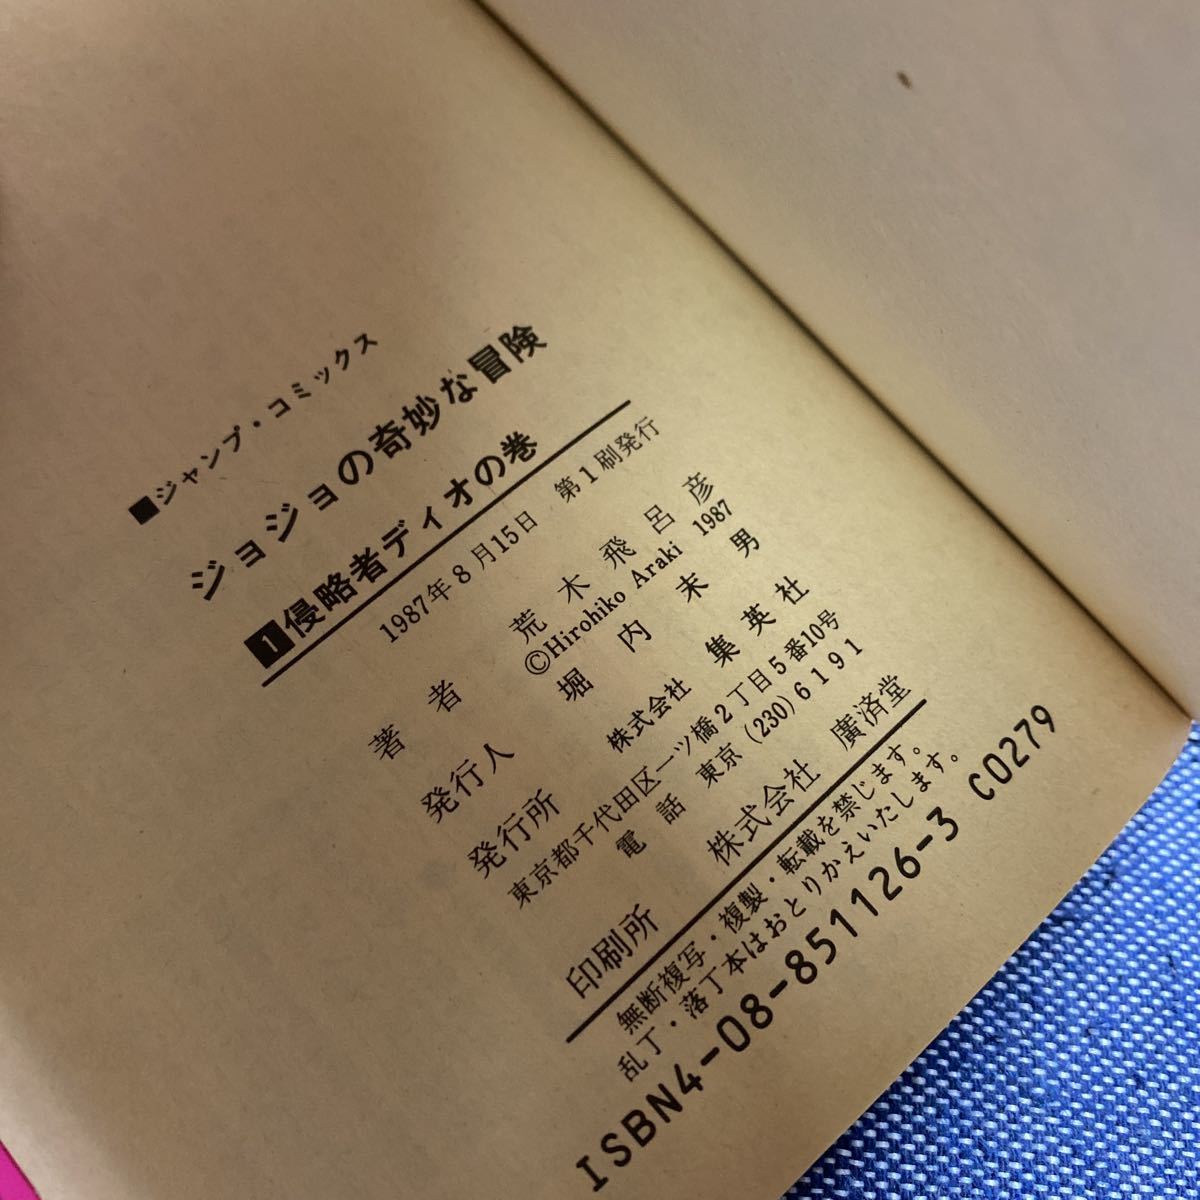 ■ジャンプ・コミックス
ジョジョの奇妙な冒険
1侵略者ディオの巻
1987年8月15日 第1刷発行
著者 荒木飛呂彦
©Hirohiko Araki 1987
発行人 堀内末男
発行所 株式会社 集英社
東京都千代田区一ツ橋2丁目5番10号
電話 東京(230)6191
印刷所 株式会社 廣済堂
無断複写・複製・転載を禁じます。
乱丁・落丁本はおとりかえいたします。
ISBN4-08-851126-3 C0279